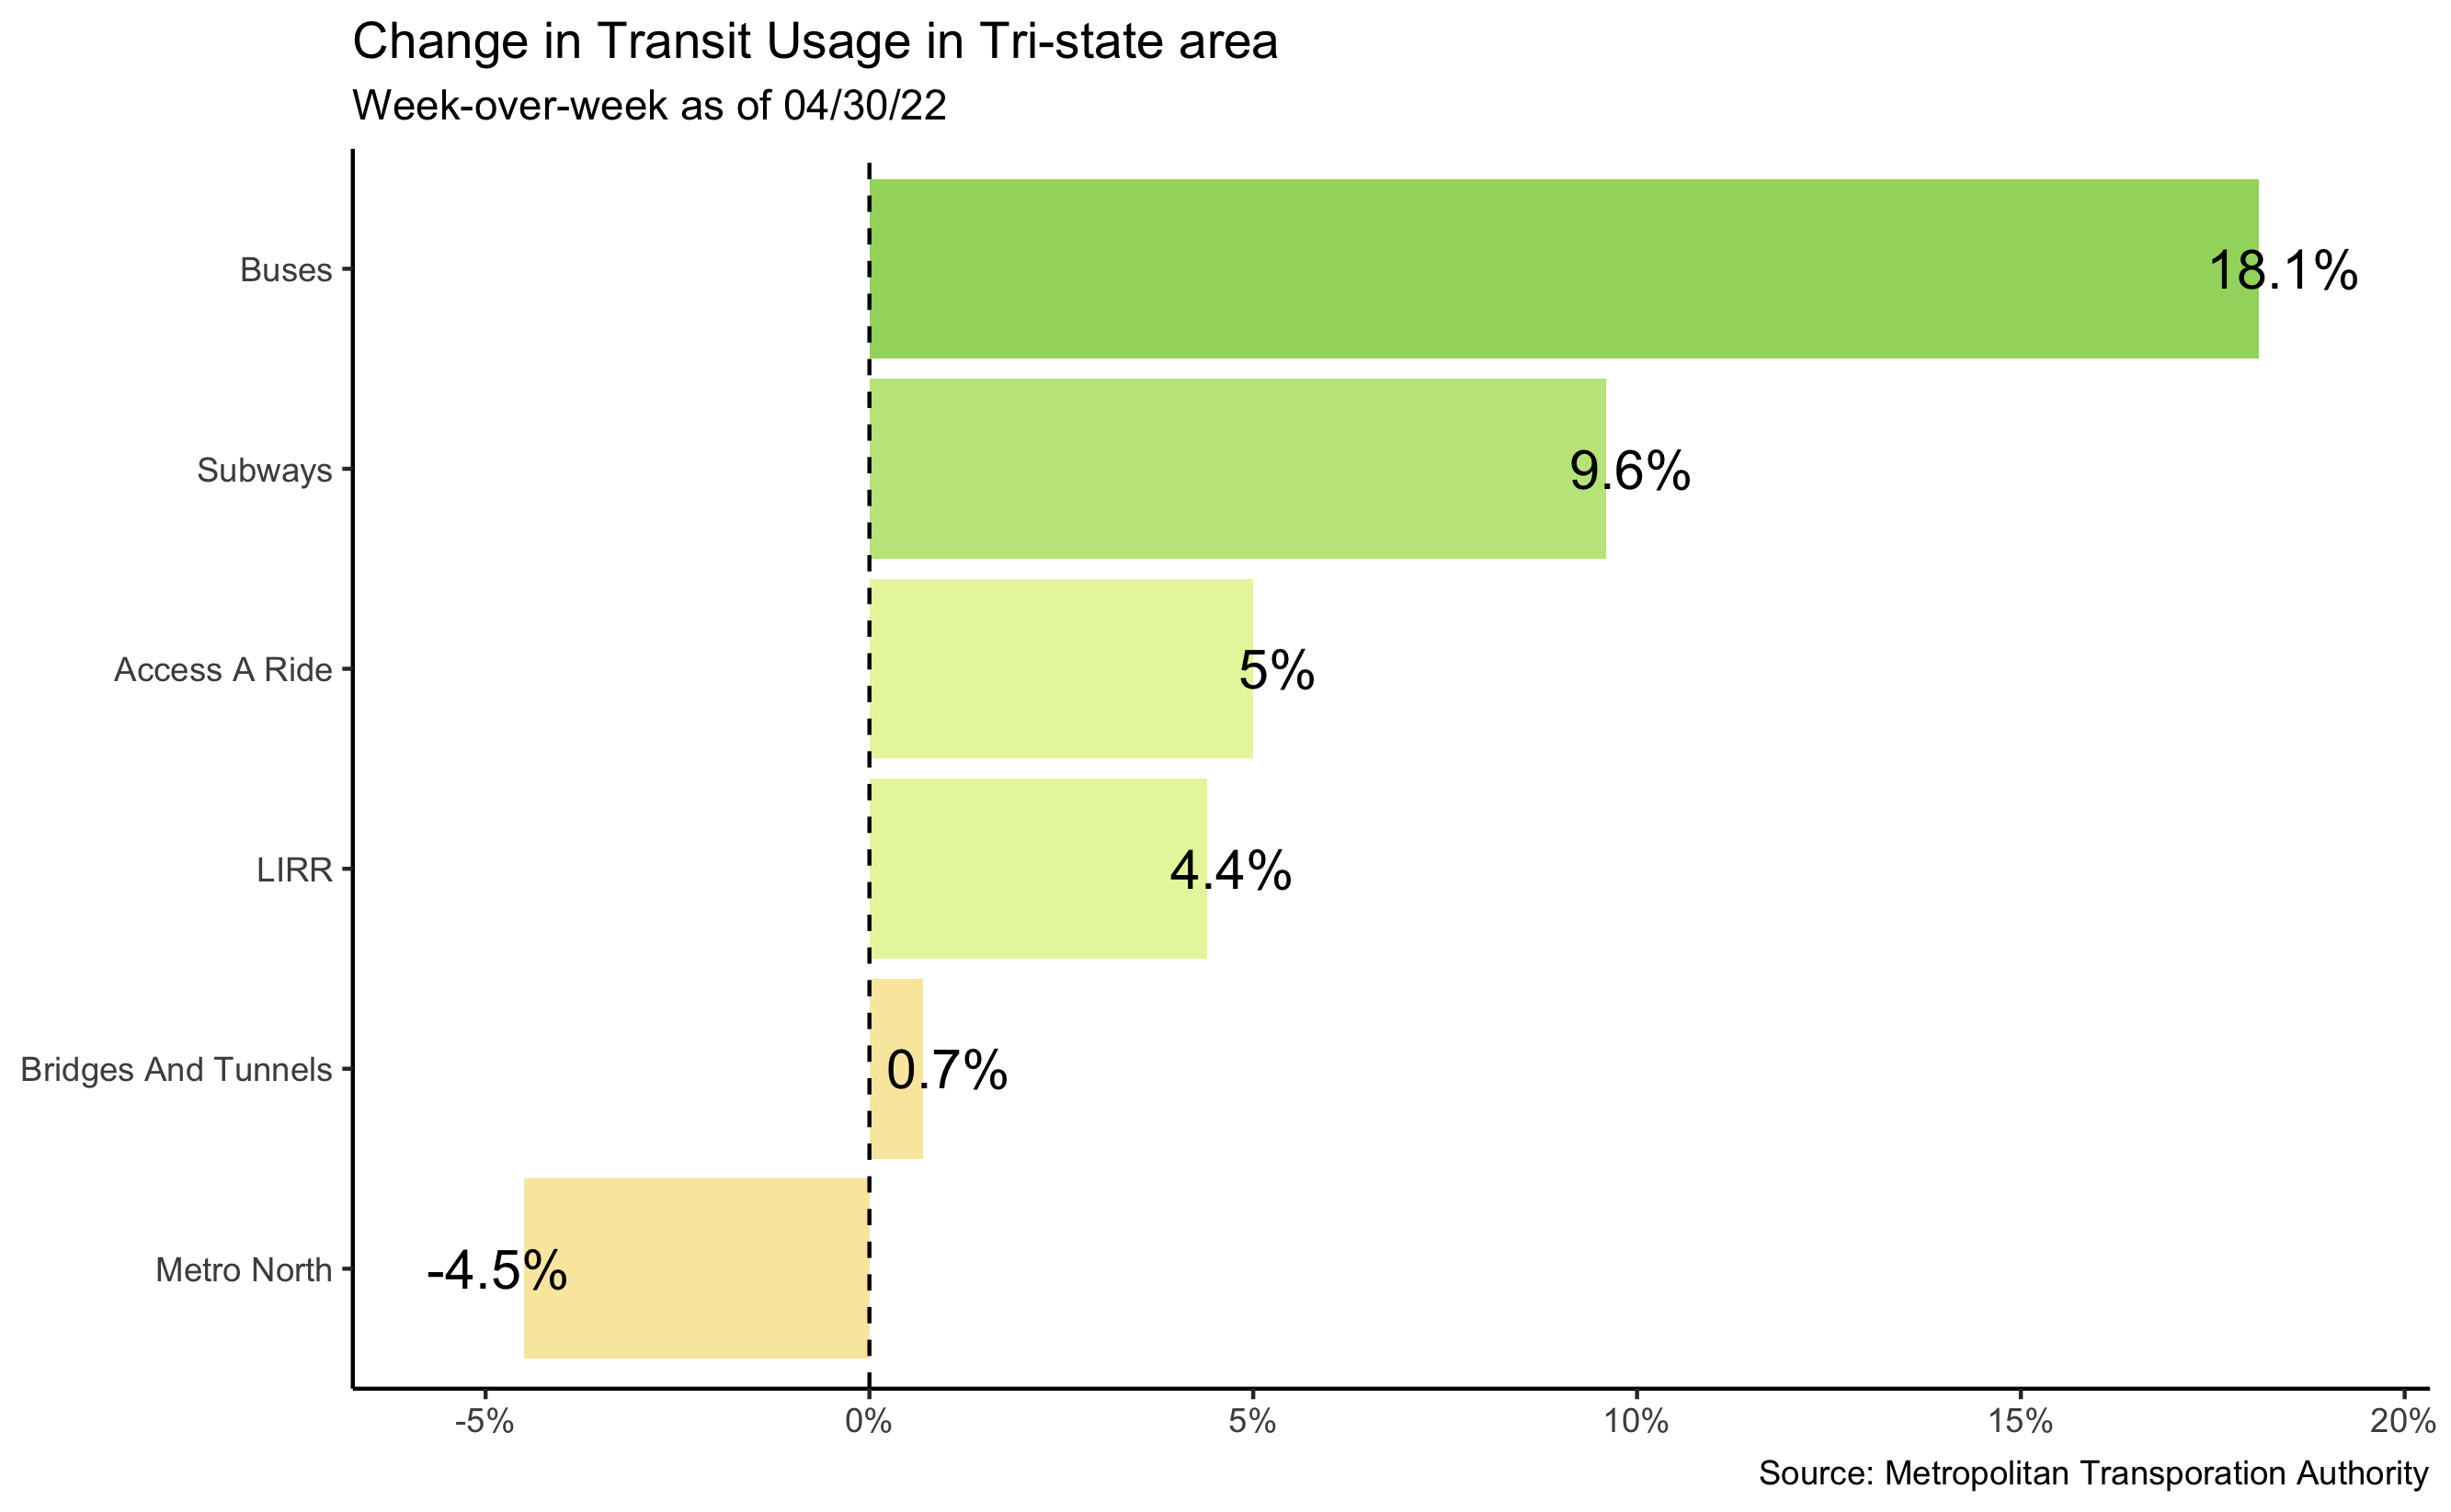 Change in Transit Usage in Tri-state area
Week-over-week as of 04/30/22
Buses
18.1%
Subways
9.6%
Access A Ride
5%
LIRR
4.4%
Bridges And Tunnels
0.7%
Metro North
-4.5%
-5% 0% 5% 10% 15% 20%
Source: Metropolitan Transporation Authority